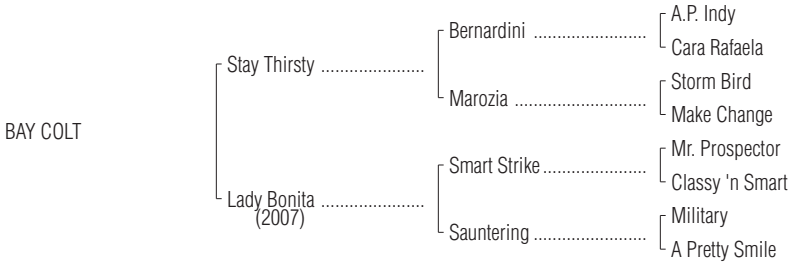 A.P. Indy
Bernardini ........................
Cara Rafaela
Stay Thirsty ......................
Storm Bird
Marozia ............................
Make Change
BAY COLT
Mr. Prospector
Smart Strike......................
Classy 'n Smart
Lady Bonita ......................
(2007)
Military
Sauntering ........................
A Pretty Smile